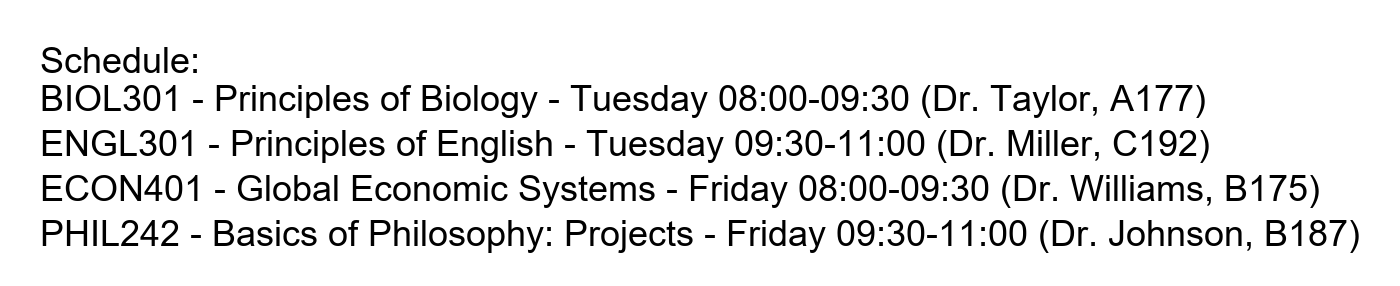 Schedule:
BIOL301 - Principles of Biology - Tuesday 08:00-09:30 (Dr. Taylor, A177)
ENGL301 - Principles of English - Tuesday 09:30-11:00 (Dr. Miller, C192)
ECON401 - Global Economic Systems - Friday 08:00-09:30 (Dr. Williams, B175)
PHIL242 - Basics of Philosophy: Projects - Friday 09:30-11:00 (Dr. Johnson, B187)